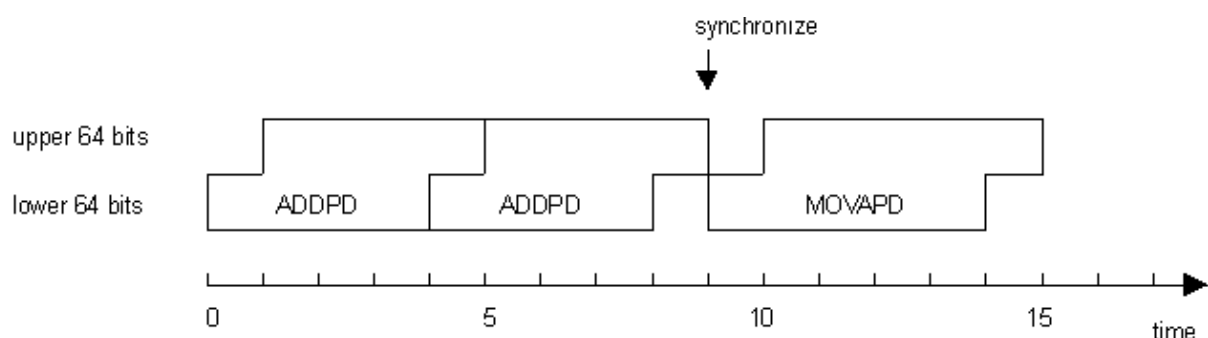 synchronize
upper 64 bits
lower 64 bits ADDPD ADDPD MOVAPD
0 5 10 15
time